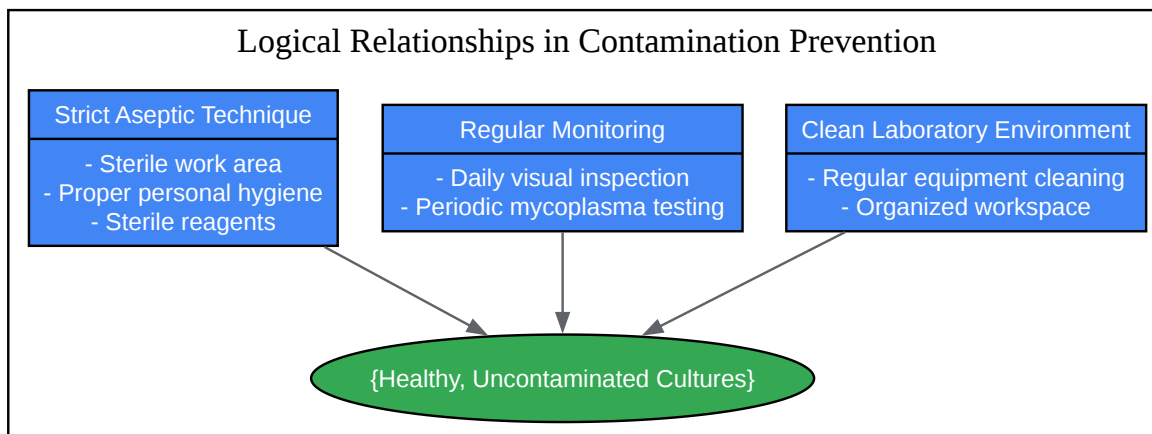 Logical Relationships in Contamination Prevention
Strict Aseptic Technique
- Sterile work area
- Proper personal hygiene
- Sterile reagents
Regular Monitoring
- Daily visual inspection
- Periodic mycoplasma testing
Clean Laboratory Environment
- Regular equipment cleaning
- Organized workspace
{Healthy, Uncontaminated Cultures}